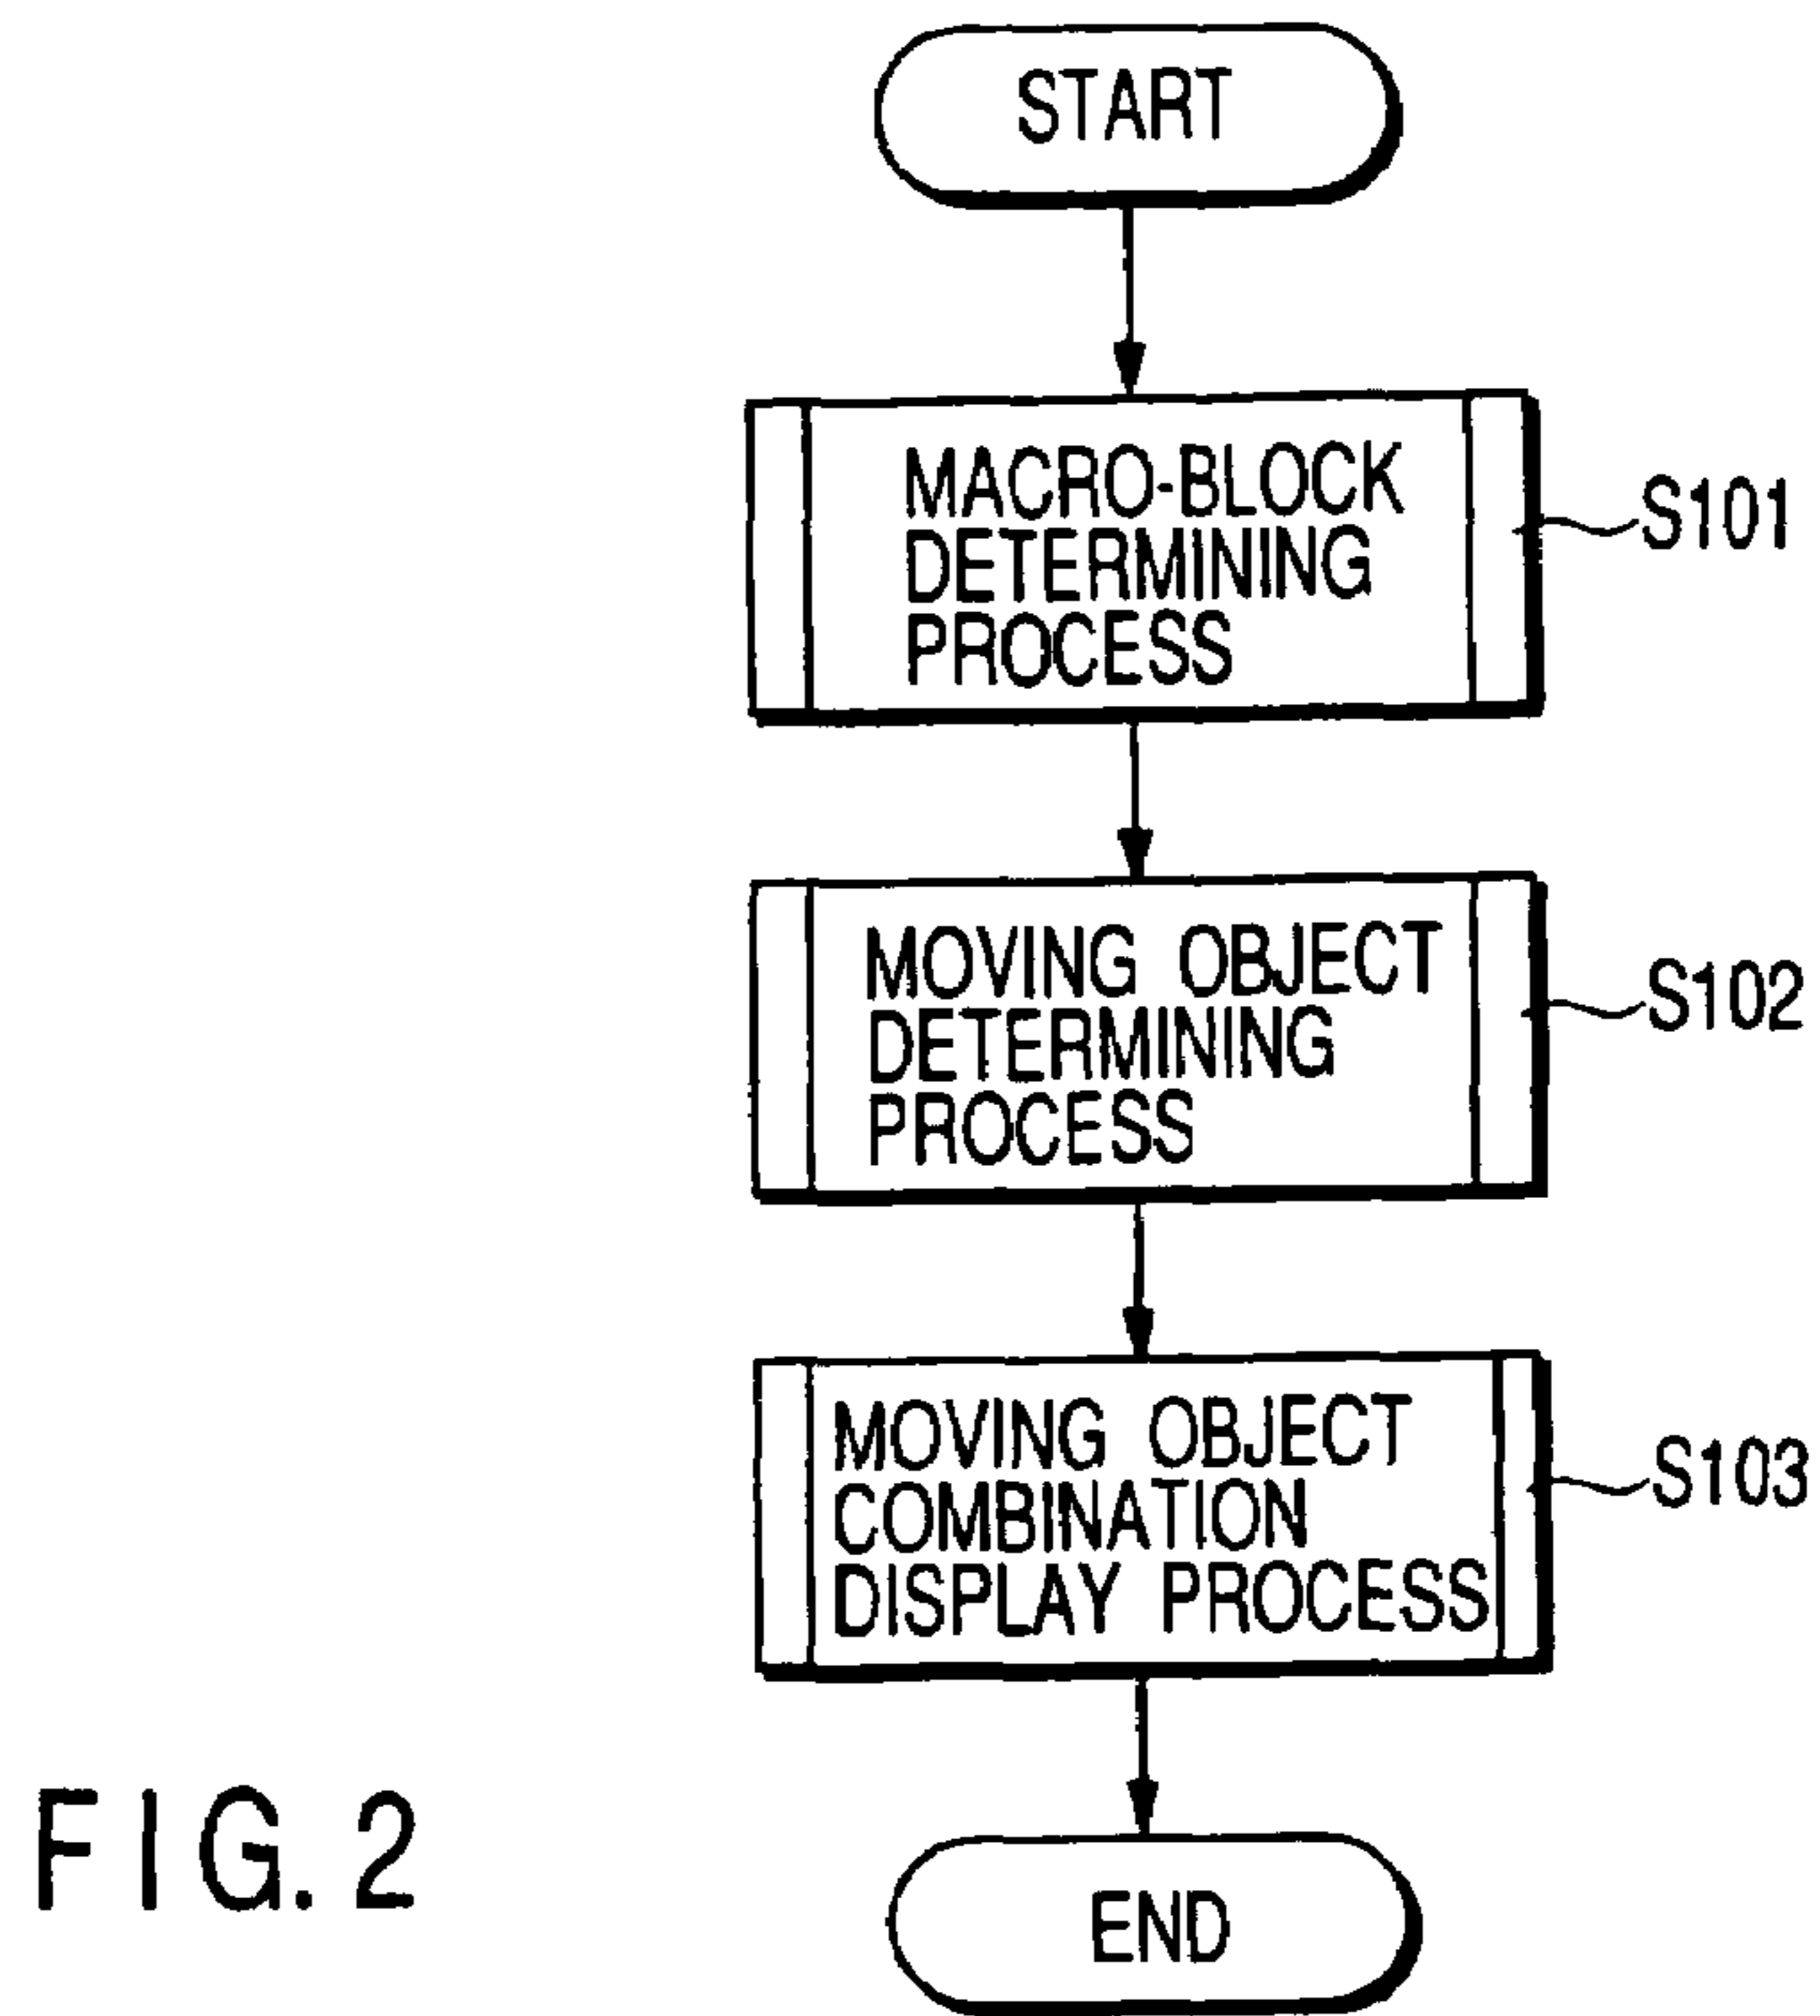 START
MACRO-BLOCK
DETERMINING
PROCESS
S101
MOVING OBJECT
DETERMINING
PROCESS
S102
MOVING OBJECT
COMBINATION
DISPLAY PROCESS
S103
END
FIG. 2